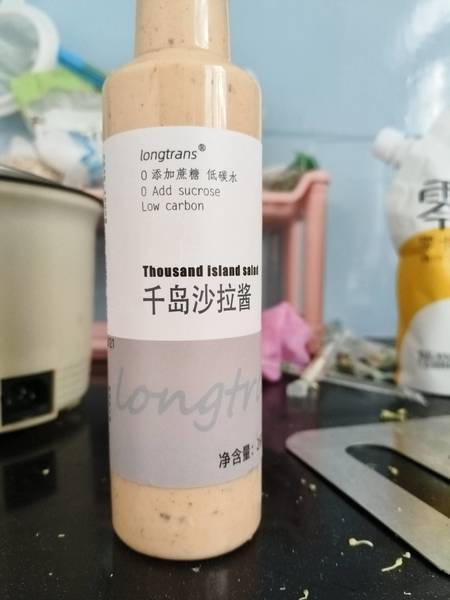 longtrans®
0 添加蔗糖 低碳水
0 Add sucrose
Low carbon
Thousand island salad
千岛沙拉酱
净含量: